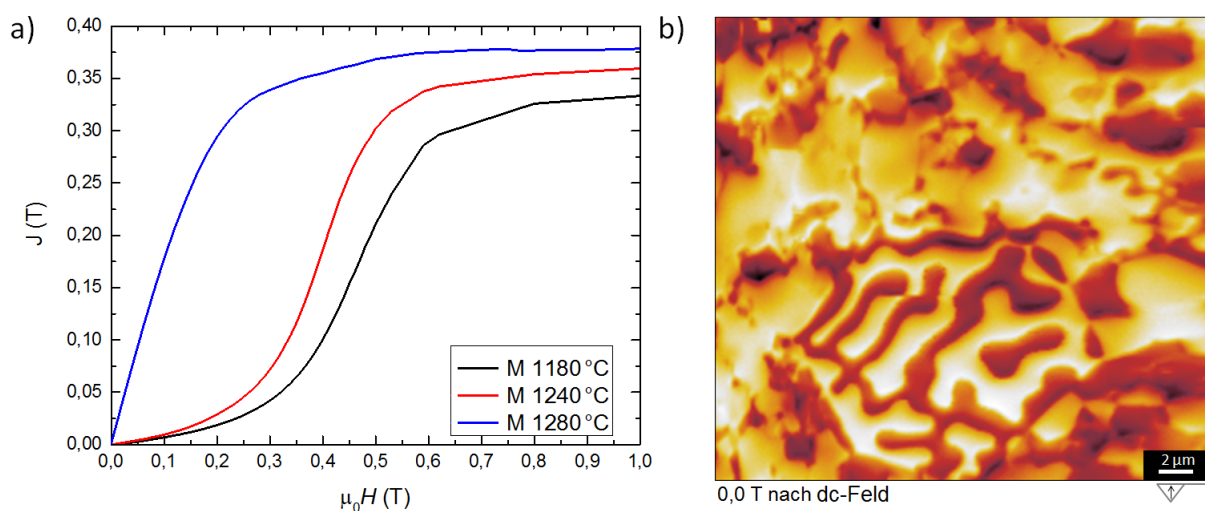 a)
0,40
0,35
0,30
0,25
0,20
0,15
0,10
0,05
0,00
J (T)
0,0 0,1 0,2 0,3 0,4 0,5 0,6 0,7 0,8 0,9 1,0
μ₀H (T)
M 1180 °C
M 1240 °C
M 1280 °C
b)
2 μm
0,0 T nach dc-Feld